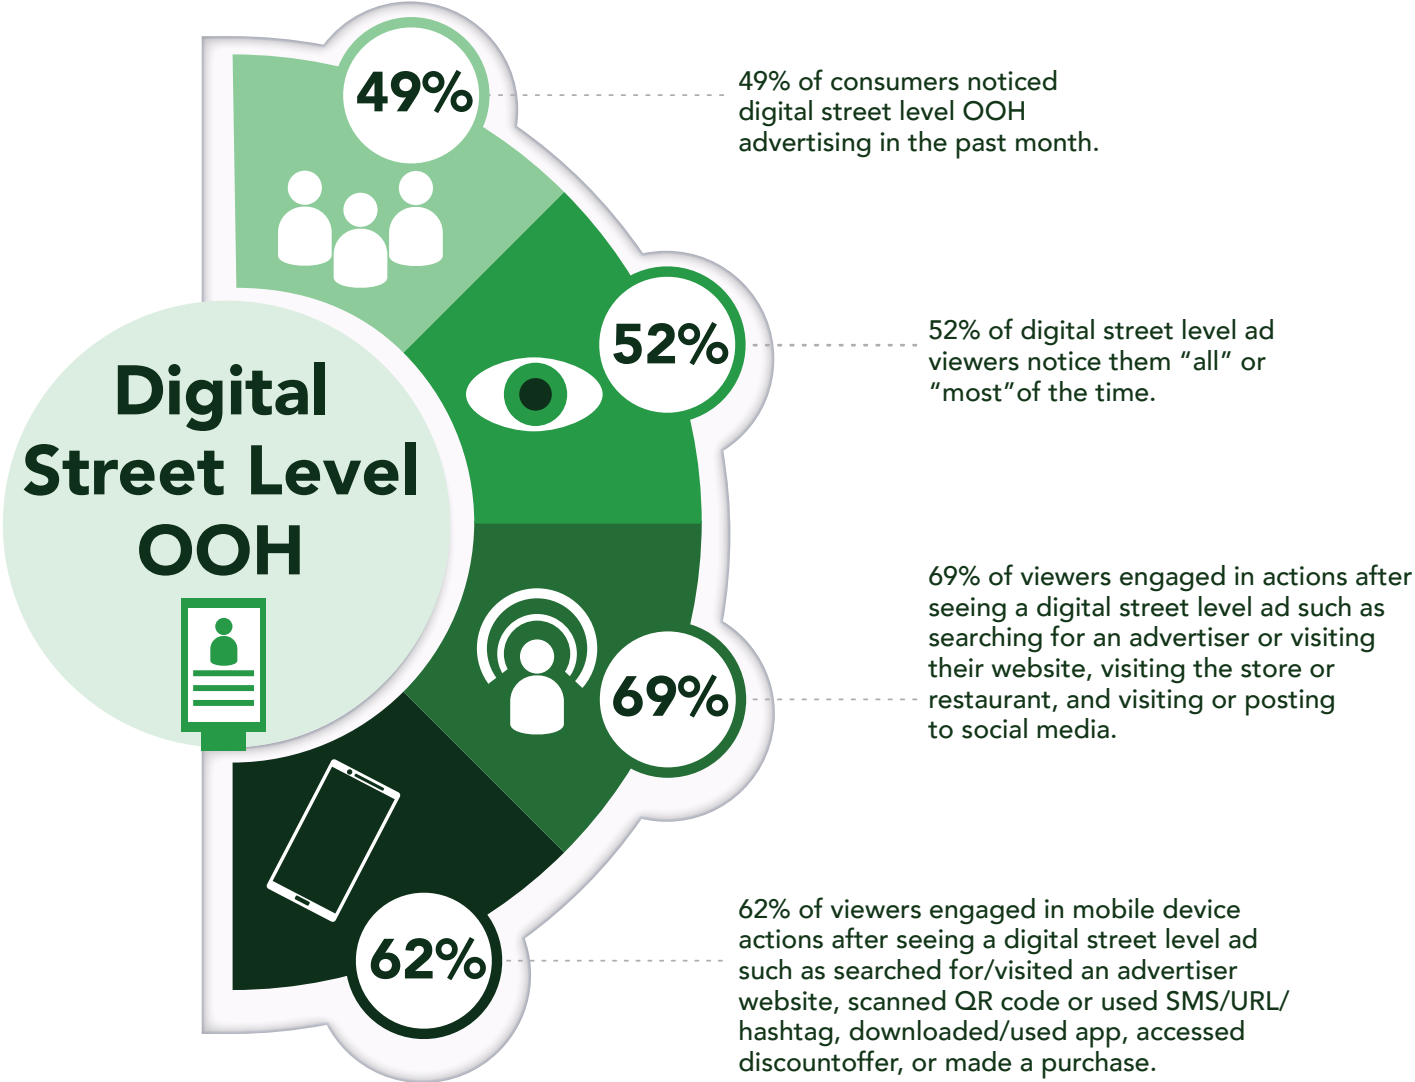 Digital
Street Level
OOH
49%
49% of consumers noticed
digital street level OOH
advertising in the past month.
52%
52% of digital street level ad
viewers notice them “all” or
“most”of the time.
69%
69% of viewers engaged in actions after
seeing a digital street level ad such as
searching for an advertiser or visiting
their website, visiting the store or
restaurant, and visiting or posting
to social media.
62%
62% of viewers engaged in mobile device
actions after seeing a digital street level ad
such as searched for/visited an advertiser
website, scanned QR code or used SMS/URL/
hashtag, downloaded/used app, accessed
discountoffer, or made a purchase.